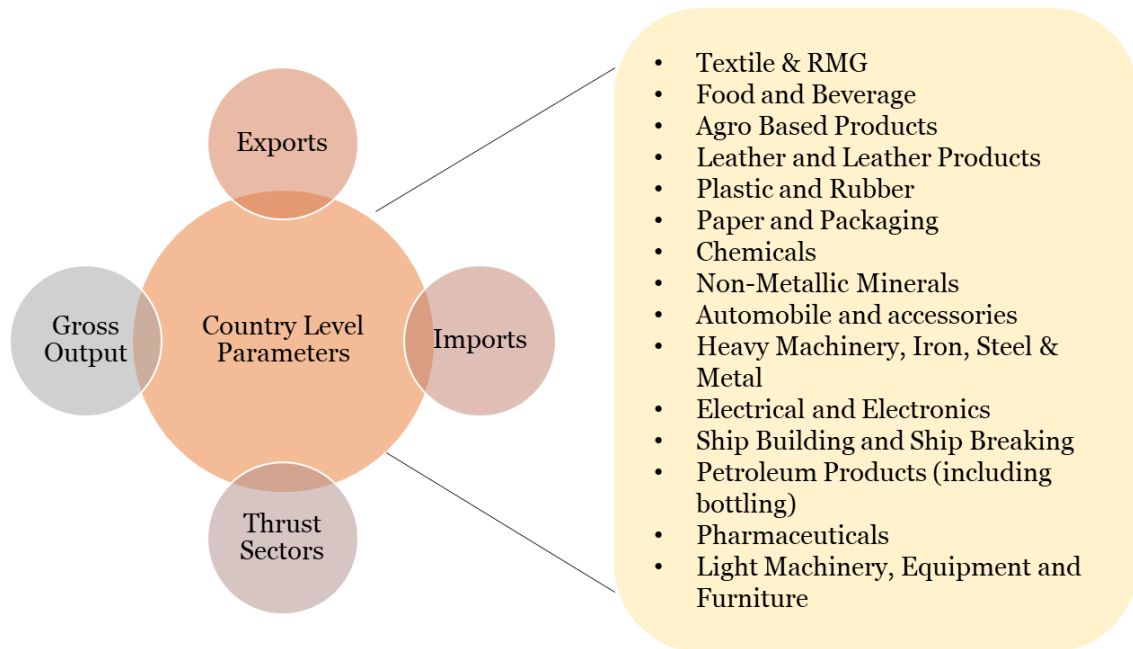 Exports
Gross
Output
Country Level
Parameters
Imports
Thrust
Sectors
• Textile & RMG
• Food and Beverage
• Agro Based Products
• Leather and Leather Products
• Plastic and Rubber
• Paper and Packaging
• Chemicals
• Non-Metallic Minerals
• Automobile and accessories
• Heavy Machinery, Iron, Steel &
Metal
• Electrical and Electronics
• Ship Building and Ship Breaking
• Petroleum Products (including
bottling)
• Pharmaceuticals
• Light Machinery, Equipment and
Furniture